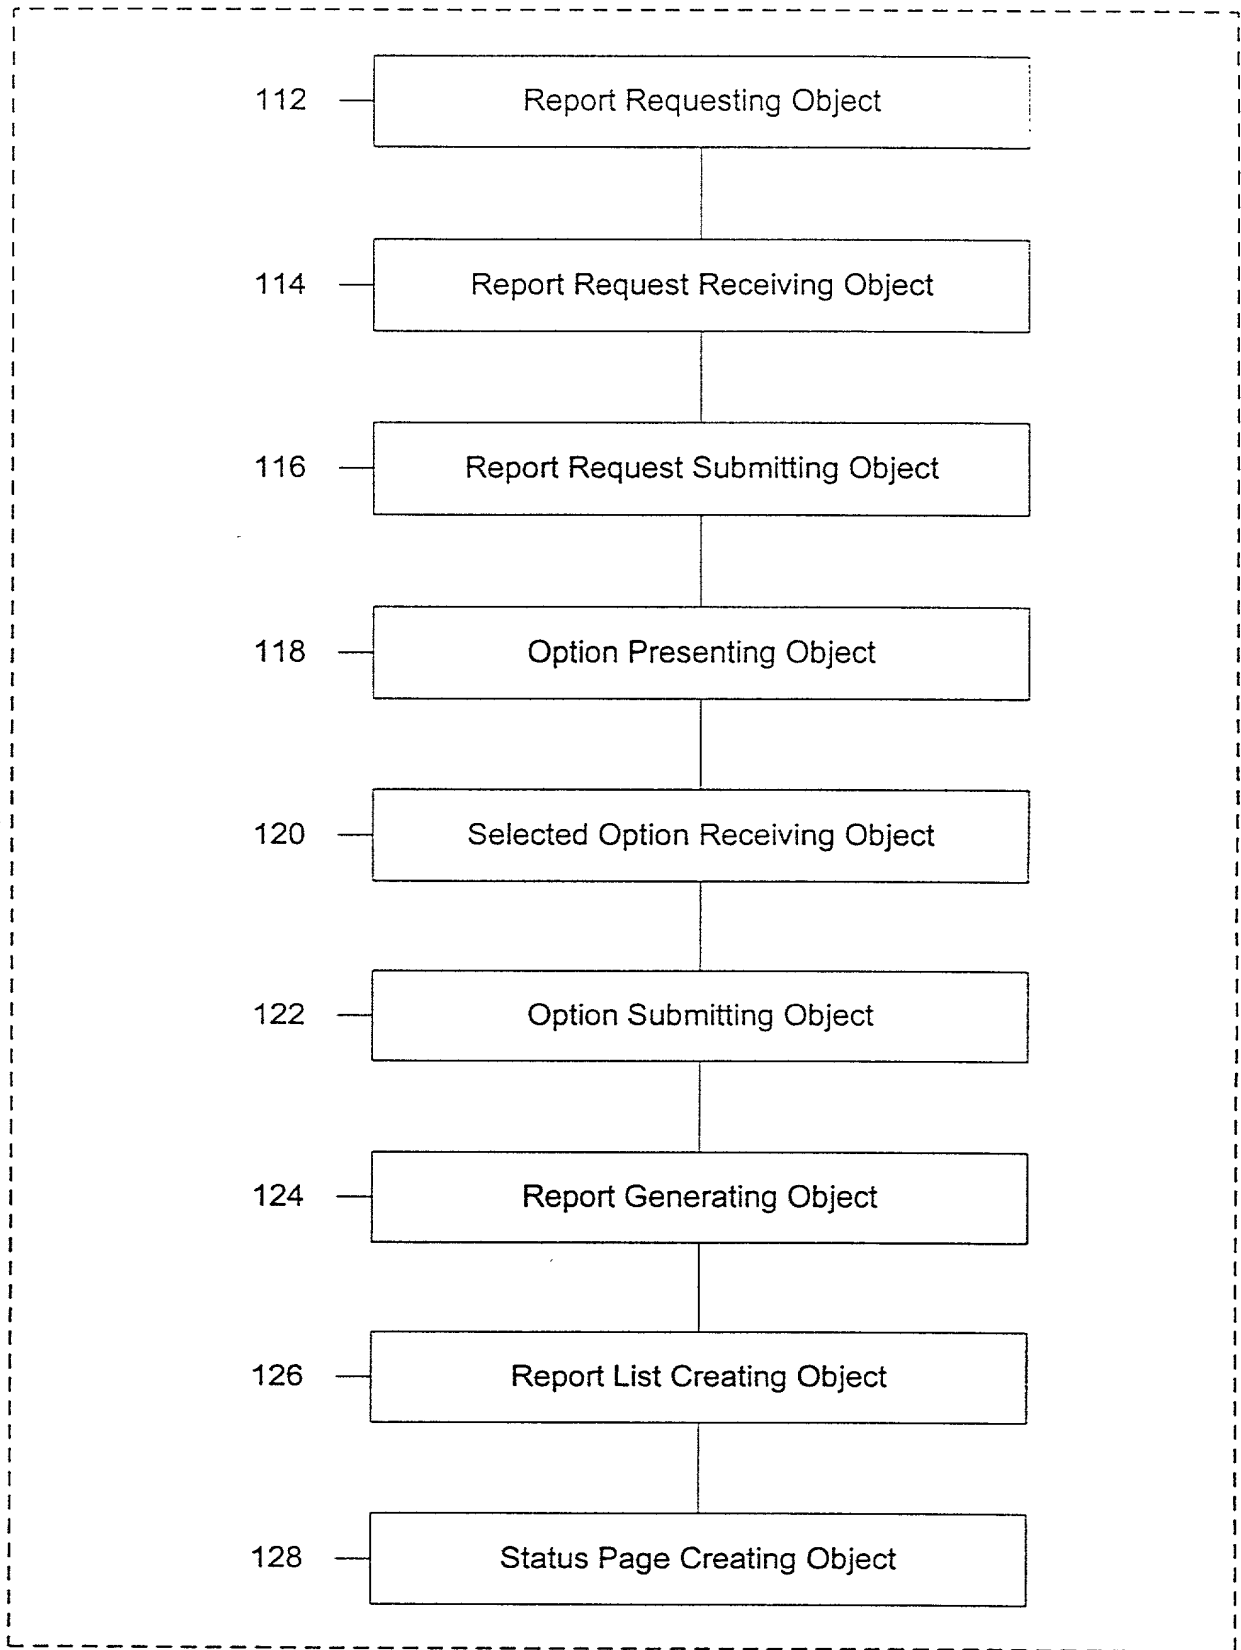 112 Report Requesting Object
114 Report Request Receiving Object
116 Report Request Submitting Object
118 Option Presenting Object
120 Selected Option Receiving Object
122 Option Submitting Object
124 Report Generating Object
126 Report List Creating Object
128 Status Page Creating Object